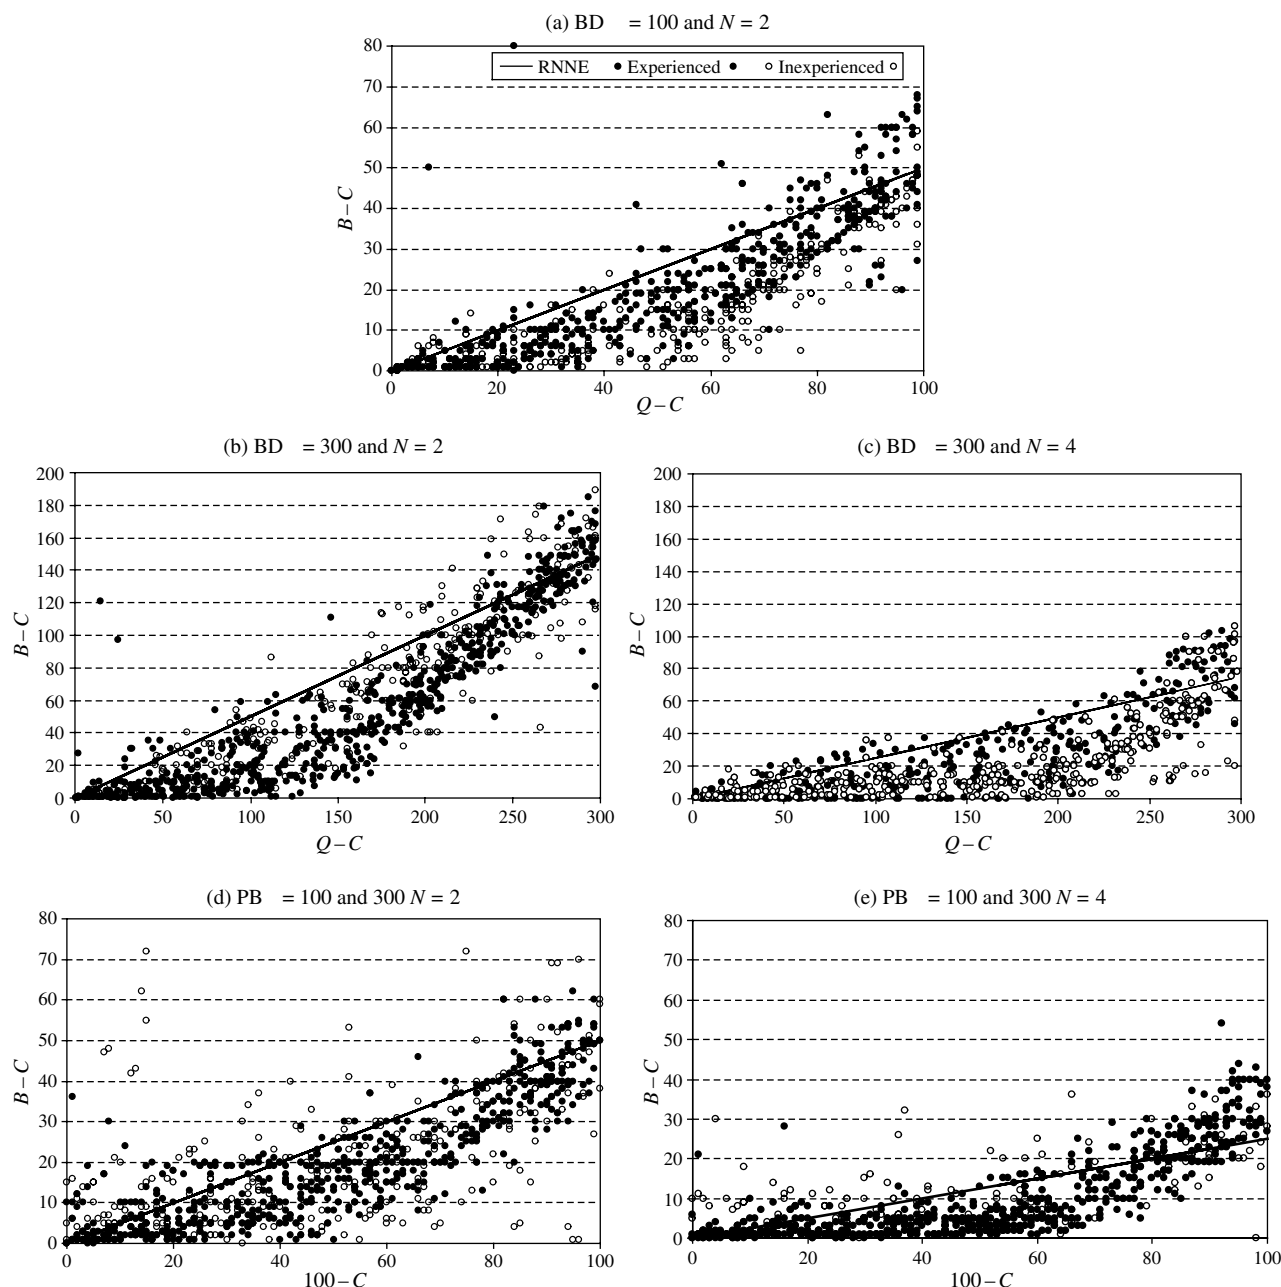 (a) BD = 100 and N = 2
80
RNNE Experienced Inexperienced
70
60
50
40
30
20
10
0
B – C
0 20 40 60 80 100
Q – C
(b) BD = 300 and N = 2
200
180
160
140
120
100
80
60
40
20
0
B – C
0 50 100 150 200 250 300
Q – C
(c) BD = 300 and N = 4
200
180
160
140
120
100
80
60
40
20
0
B – C
0 50 100 150 200 250 300
Q – C
(d) PB = 100 and 300 N = 2
80
70
60
50
40
30
20
10
0
B – C
0 20 40 60 80 100
100 – C
(e) PB = 100 and 300 N = 4
80
70
60
50
40
30
20
10
0
B – C
0 20 40 60 80 100
100 – C